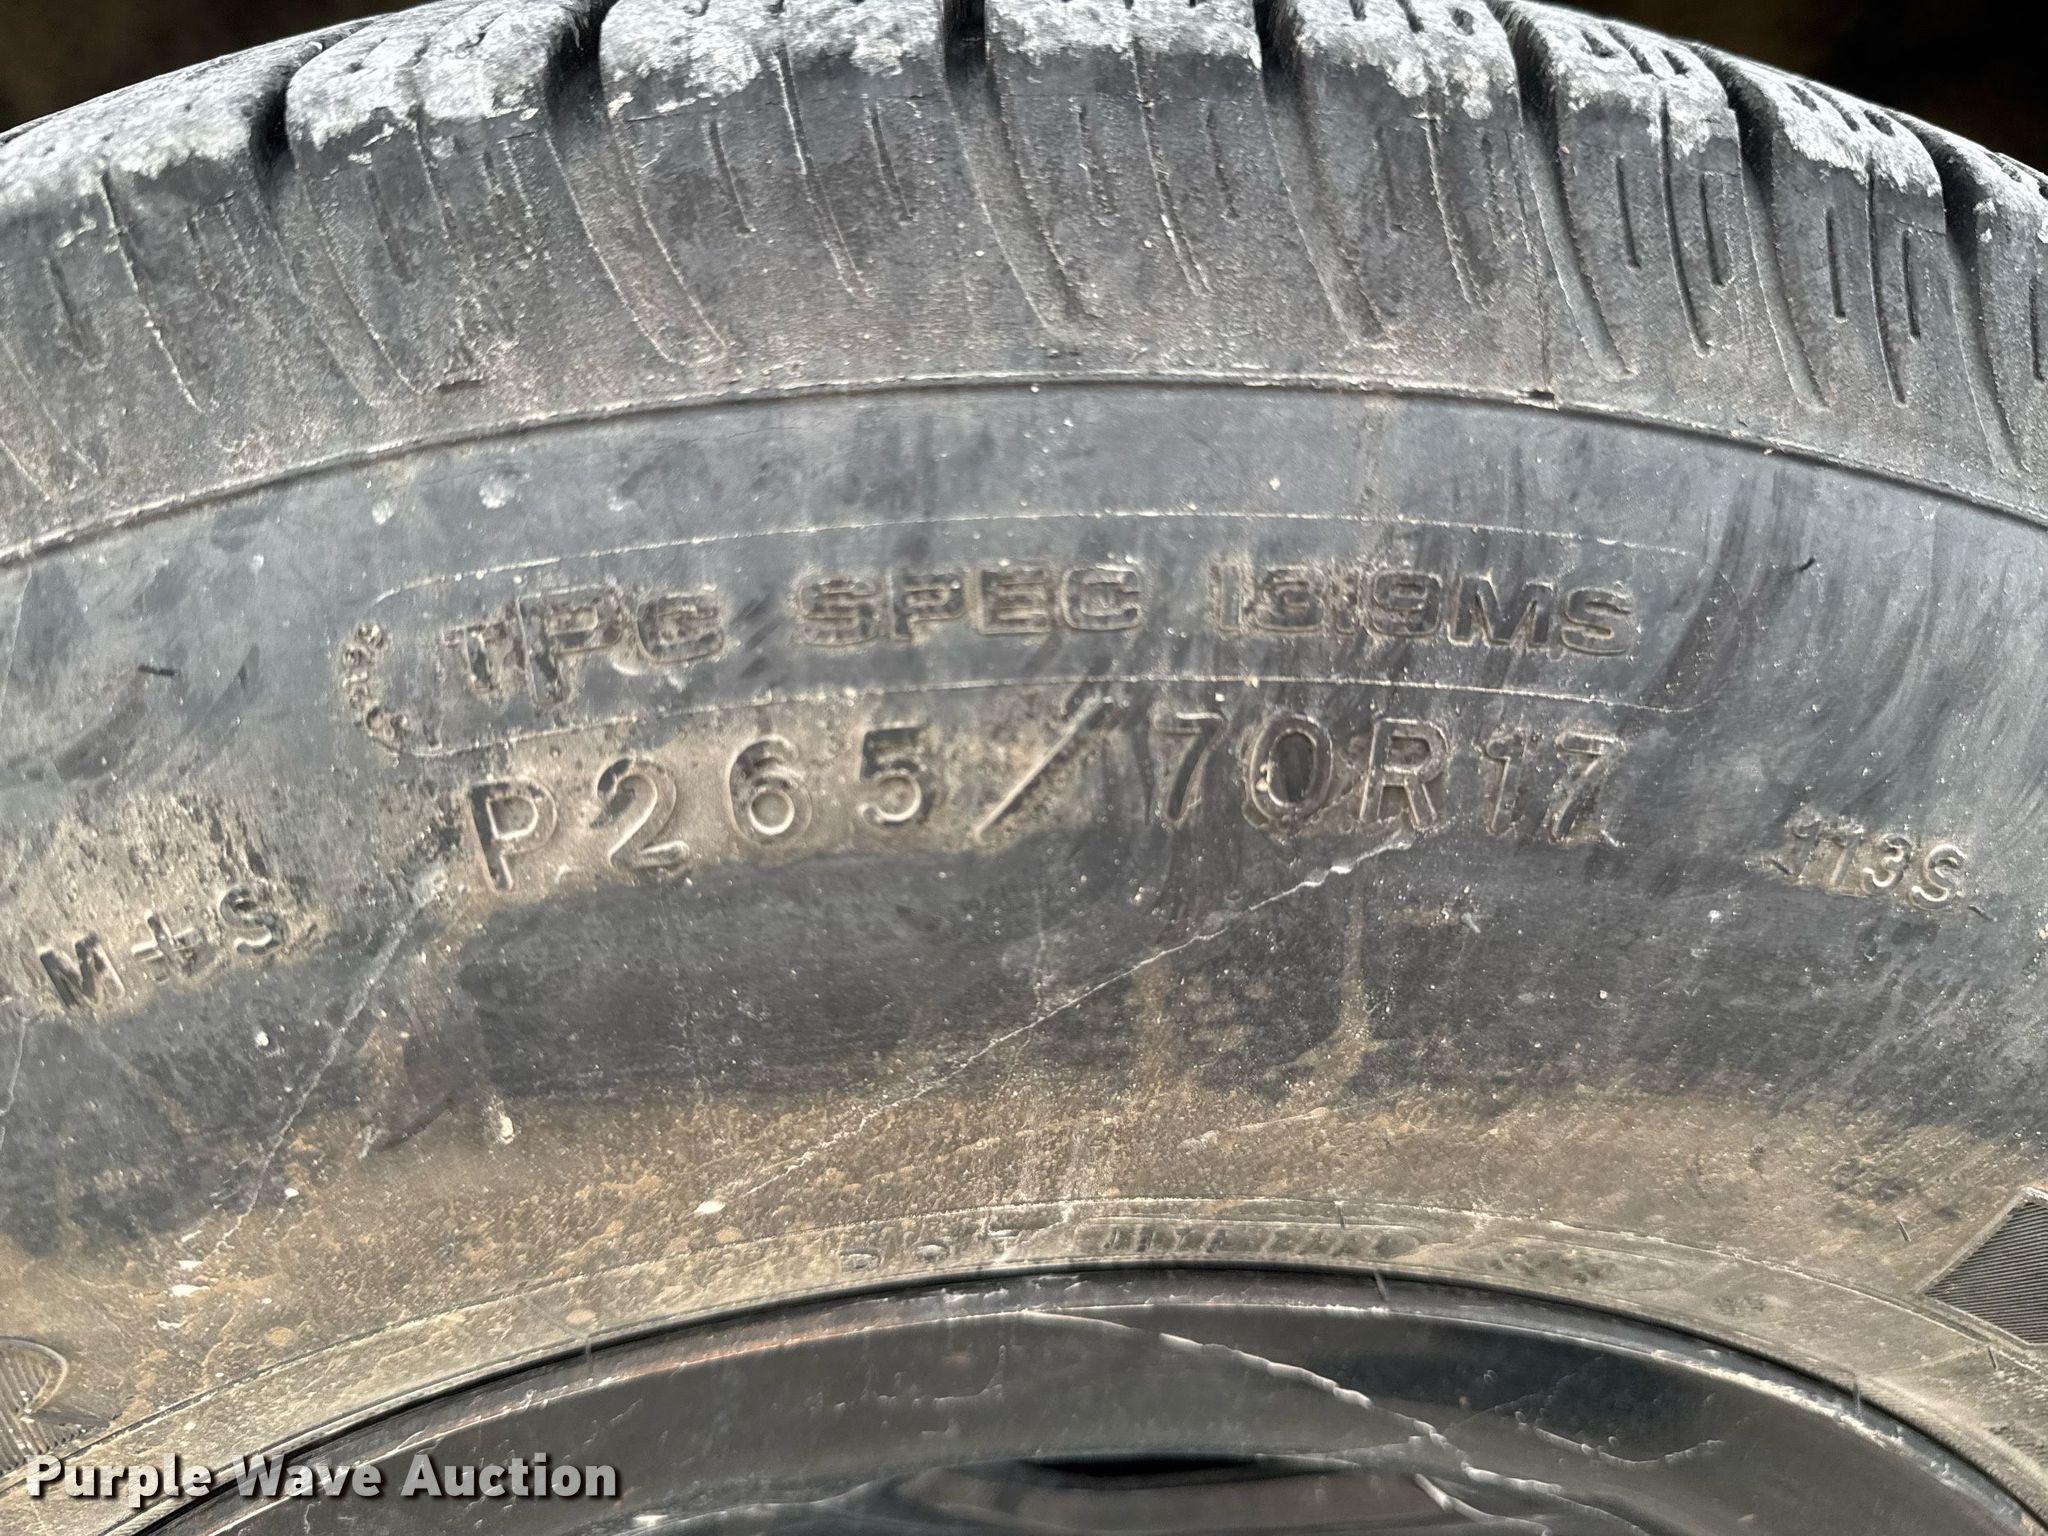 TPC SPEC 1319MS
P265/70R17
113S
M+S
Purple Wave Auction